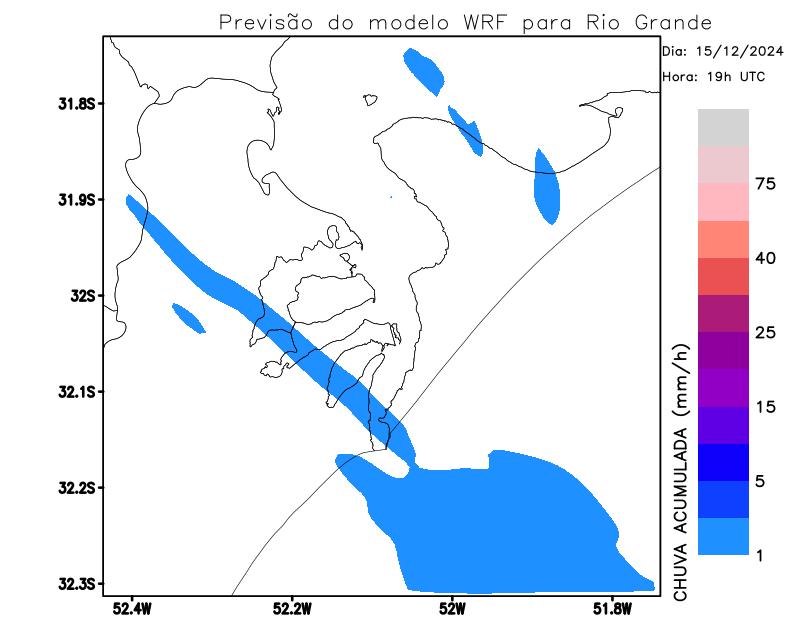 Previsão do modelo WRF para Rio Grande
Dia: 15/12/2024
Hora: 19h UTC
31.8S
31.9S
32S
32.1S
32.2S
32.3S
52.4W
52.2W
52W
51.8W
75
40
25
15
5
1
CHUVA ACUMULADA (mm/h)